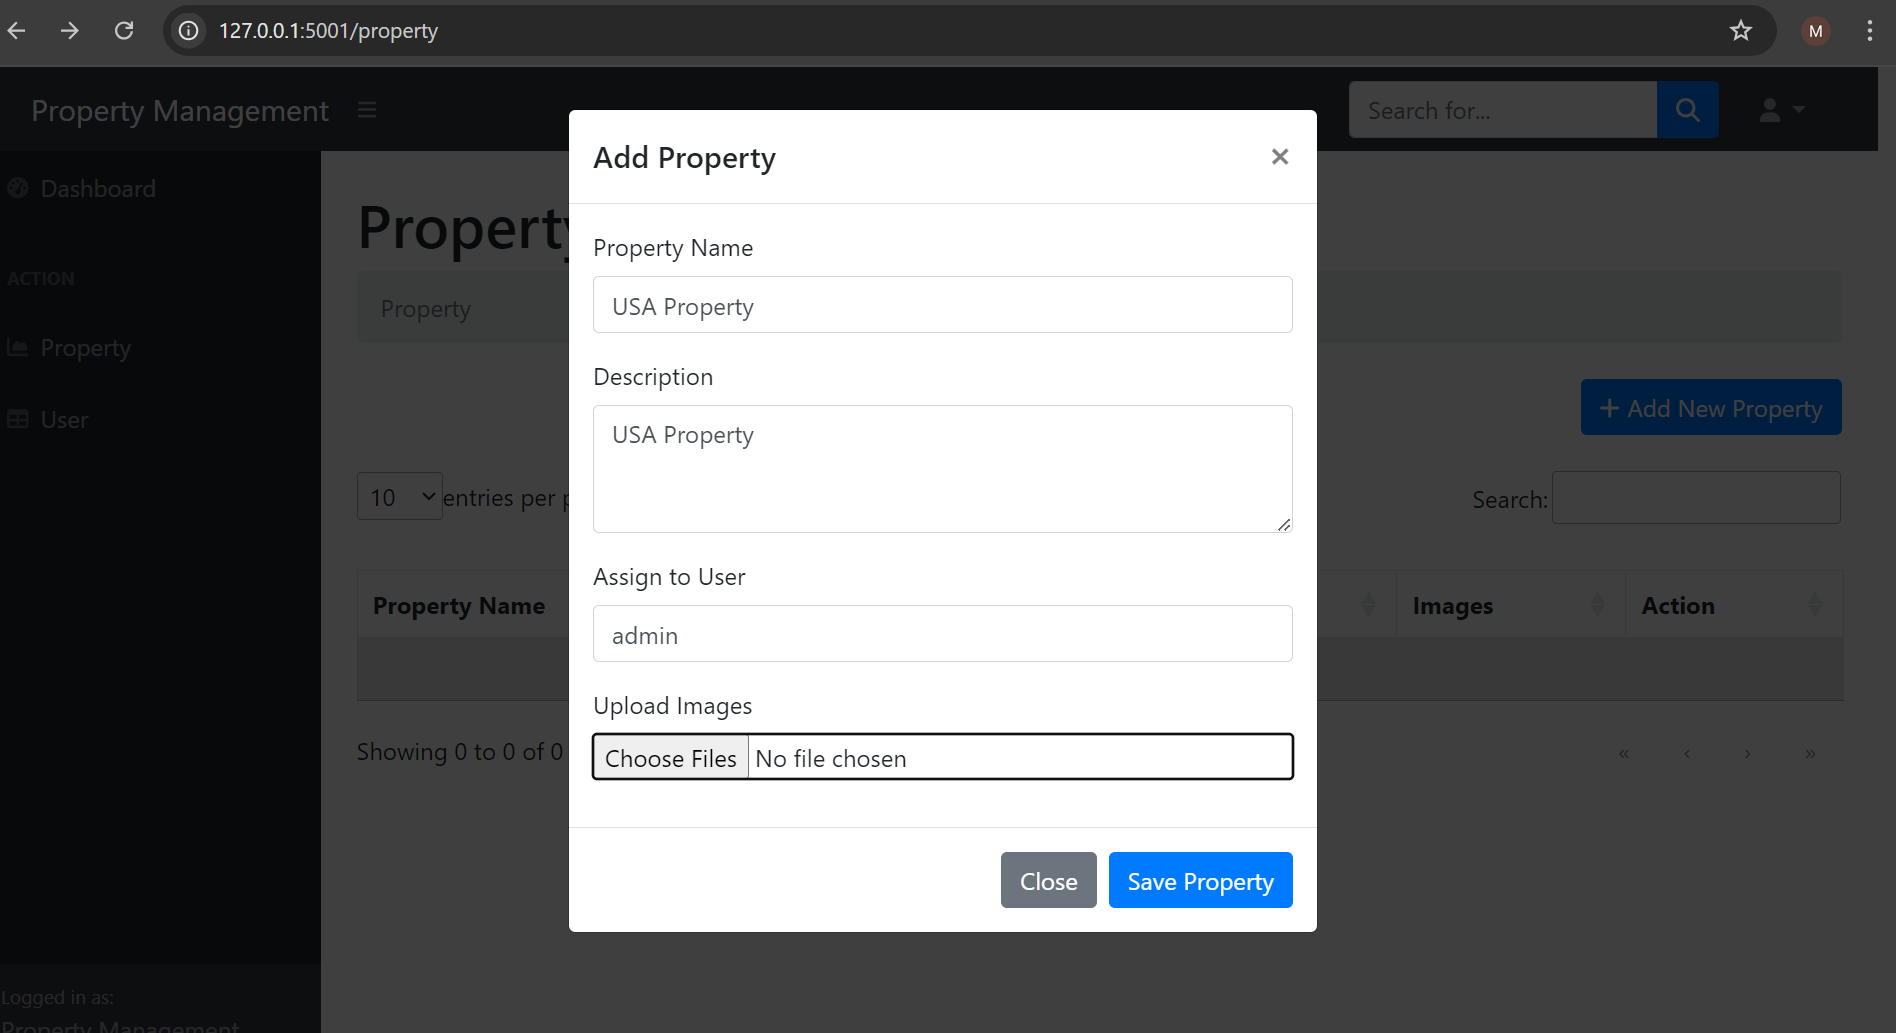 127.0.0.1:5001/property
M
Property Management
Search for...
Dashboard
ACTION
Property
User
Logged in as:
Property Management
Property
Property
Add New Property
10 entries per
Search:
Property Name
Images
Action
Showing 0 to 0 of 0
« ‹ › »
Add Property
×
Property Name
USA Property
Description
USA Property
Assign to User
admin
Upload Images
Choose Files No file chosen
Close
Save Property